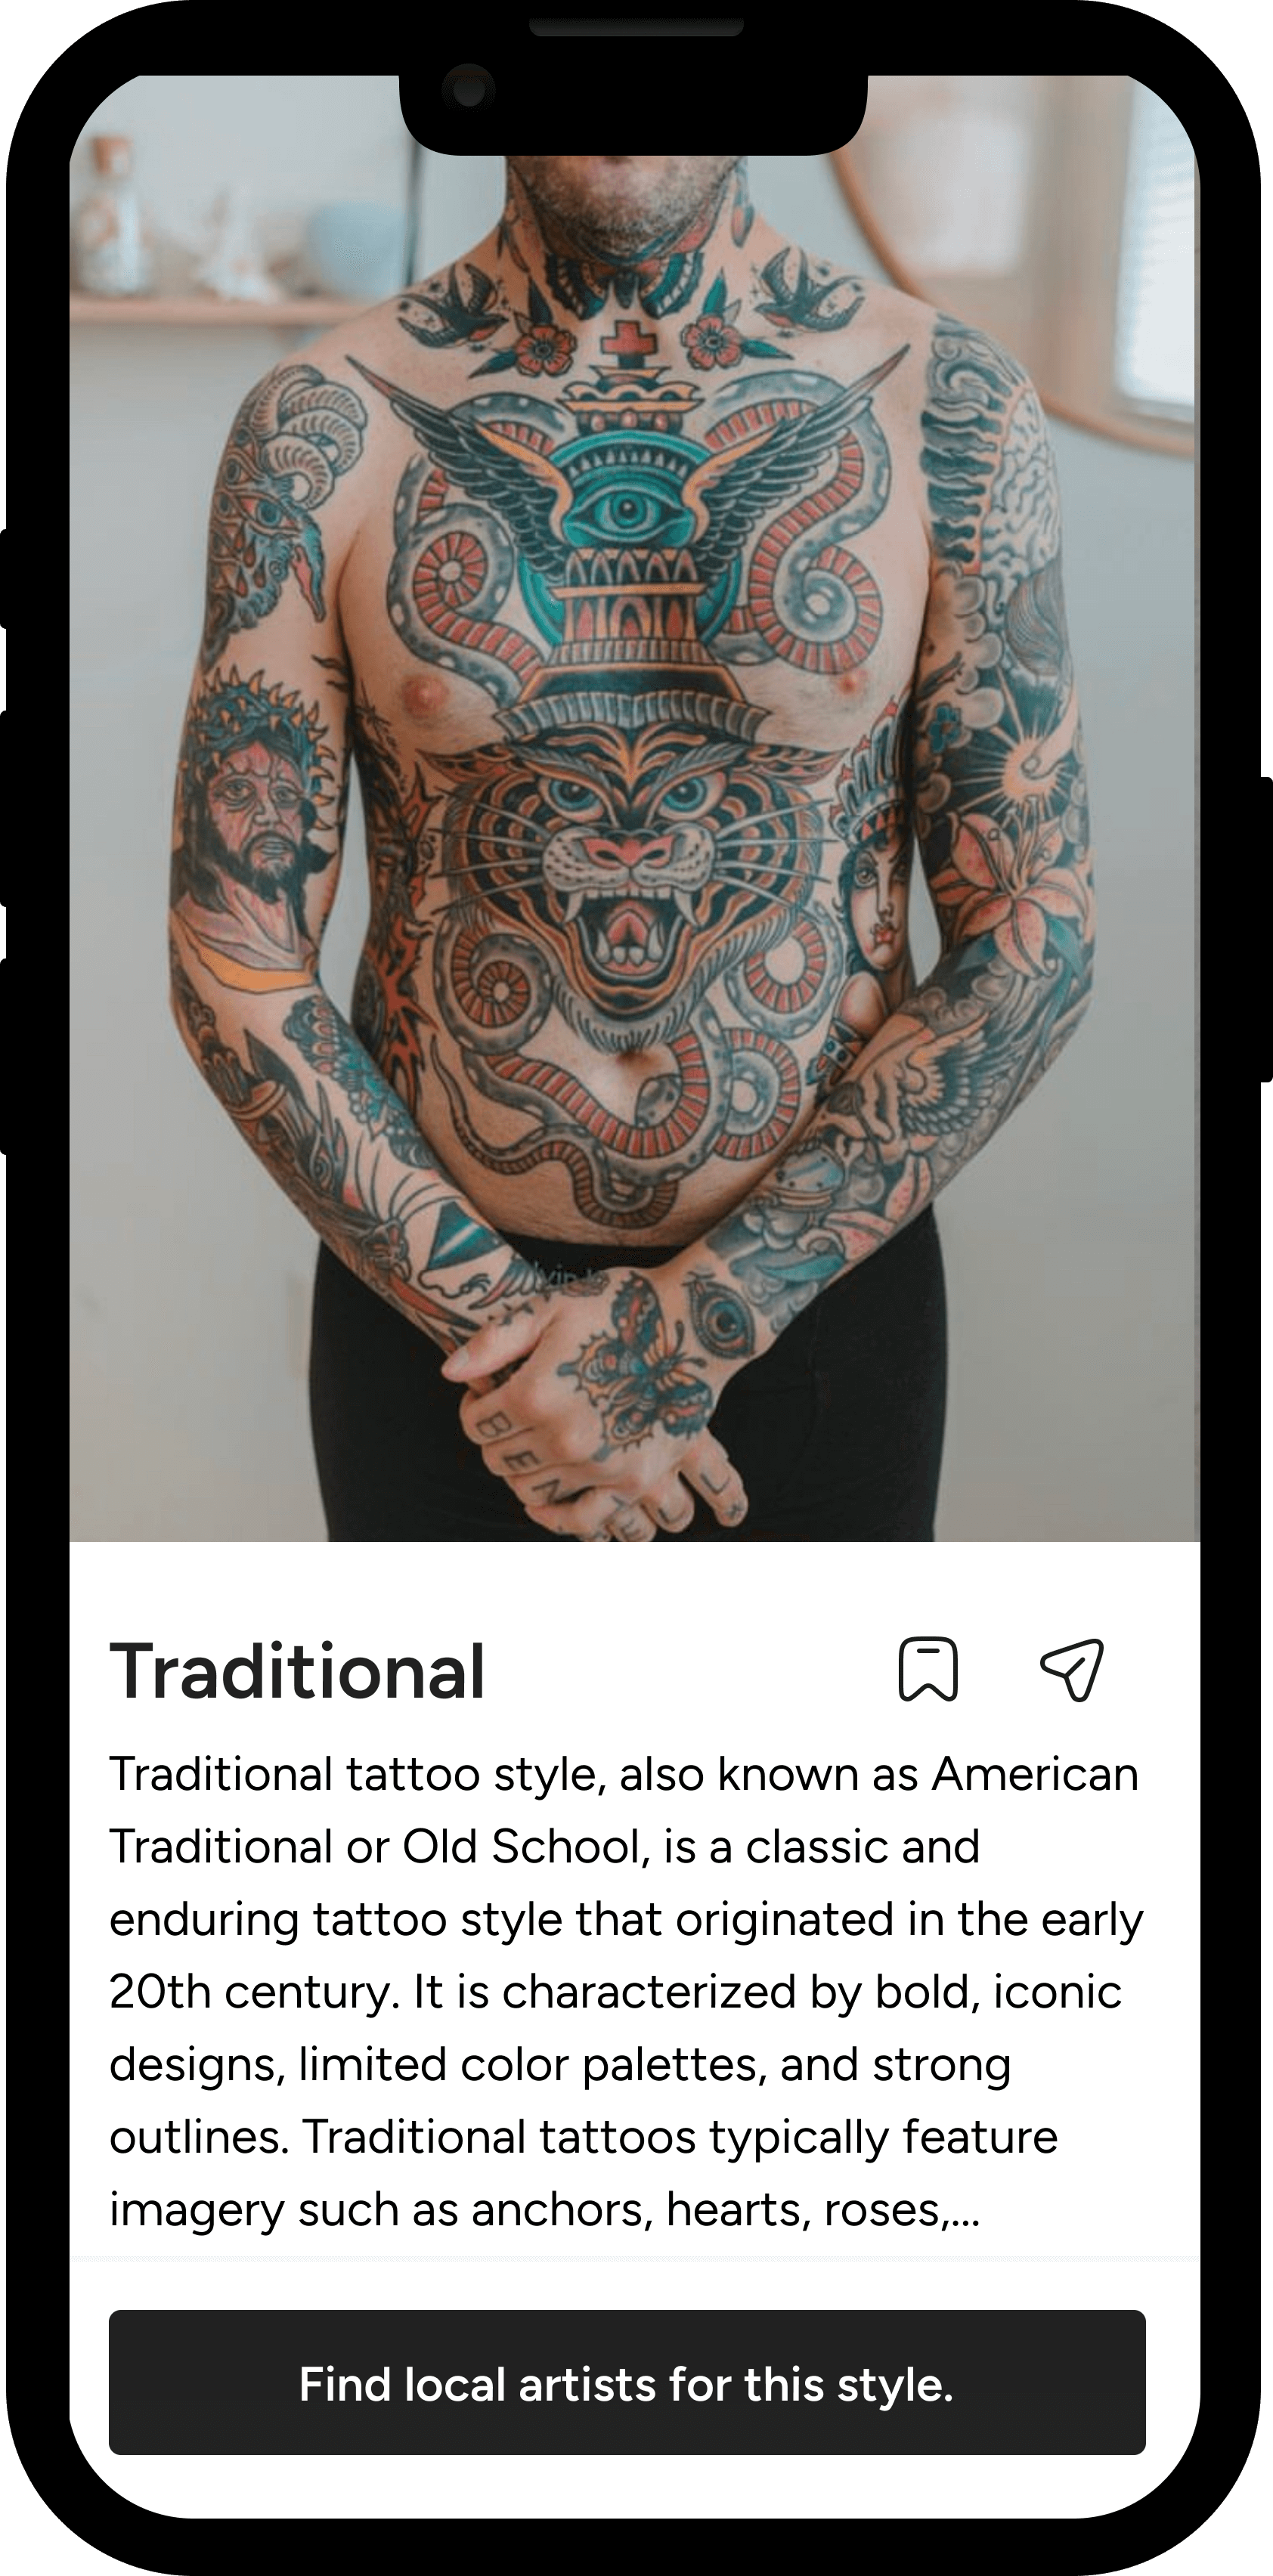 BEN
ELL
Traditional
Traditional tattoo style, also known as American
Traditional or Old School, is a classic and
enduring tattoo style that originated in the early
20th century. It is characterized by bold, iconic
designs, limited color palettes, and strong
outlines. Traditional tattoos typically feature
imagery such as anchors, hearts, roses,...
Find local artists for this style.